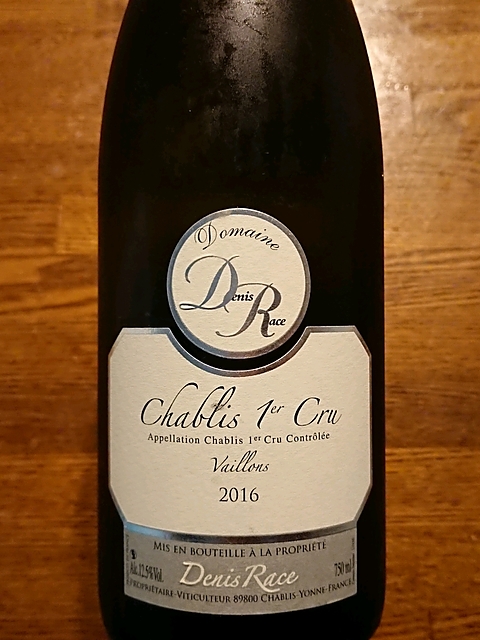 Domaine
Denis
Race
Chablis 1er Cru
Appellation Chablis 1er Cru Contrôlée
Vaillons
2016
MIS EN BOUTEILLE À LA PROPRIÉTÉ
Alc.12.5%Vol. Denis Race 750 ml
PROPRIÉTAIRE-VITICULTEUR 89800 CHABLIS-YONNE-FRANCE